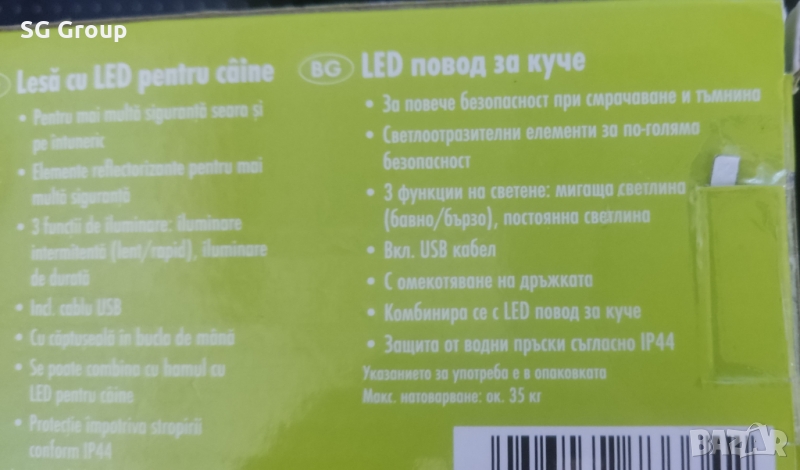 SG Group
Lesă cu LED pentru câine
• Pentru mai multă siguranță seara și
pe întuneric
• Elemente reflectorizante pentru mai
multă siguranță
• 3 funcții de iluminare: iluminare
intermitentă (lent/rapid), iluminare
de durată
• Incl. cablu USB
• Cu căptușeală în bucla de mână
• Se poate combina cu hamul cu
LED pentru câine
• Protecție împotriva stropirii
conform IP44
BG LED повод за куче
• За повече безопасност при смрачаване и тъмнина
• Светлоотразителни елементи за по-голяма
безопасност
• 3 функции на светене: мигаща светлина
(бавно/бързо), постоянна светлина
• Вкл. USB кабел
• С омекотяване на дръжката
• Комбинира се с LED повод за куче
• Защита от водни пръски съгласно IP44
Указанието за употреба е в опаковката
Макс. натоварване: ок. 35 кг
BAZAR